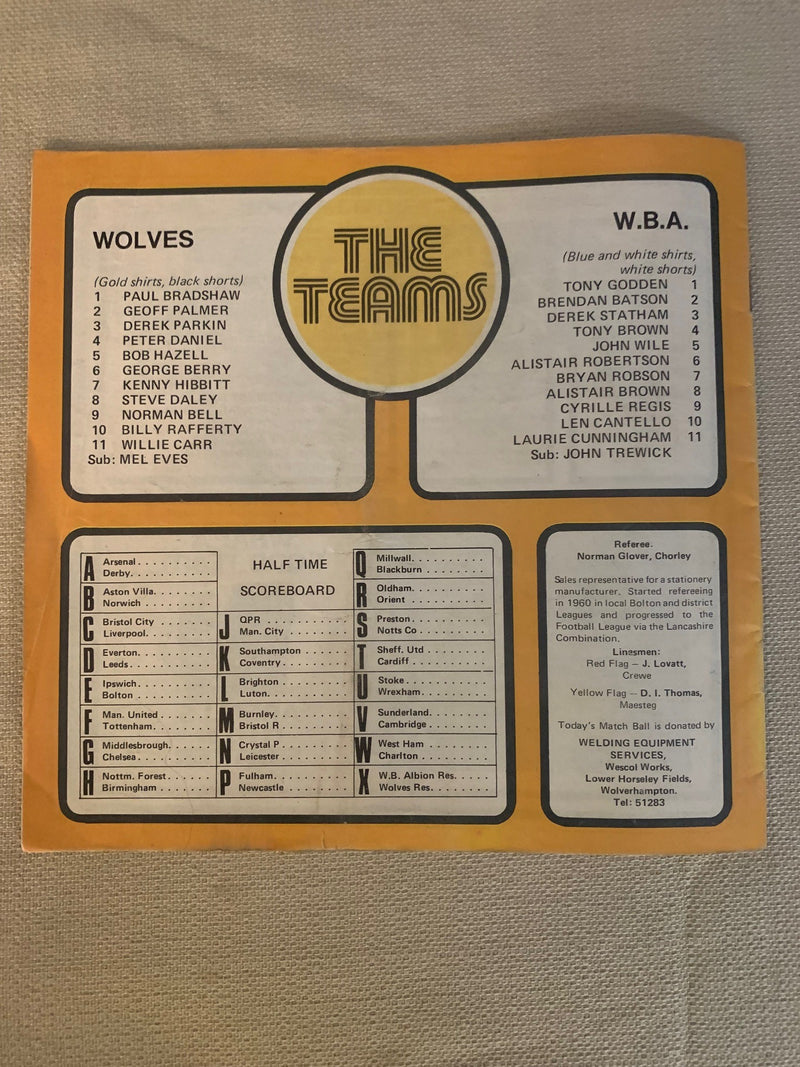 THE
TEAMS
WOLVES
(Gold shirts, black shorts)
1 PAUL BRADSHAW
2 GEOFF PALMER
3 DEREK PARKIN
4 PETER DANIEL
5 BOB HAZELL
6 GEORGE BERRY
7 KENNY HIBBITT
8 STEVE DALEY
9 NORMAN BELL
10 BILLY RAFFERTY
11 WILLIE CARR
Sub: MEL EVES
W.B.A.
(Blue and white shirts,
white shorts)
TONY GODDEN 1
BRENDAN BATSON 2
DEREK STATHAM 3
TONY BROWN 4
JOHN WILE 5
ALISTAIR ROBERTSON 6
BRYAN ROBSON 7
ALISTAIR BROWN 8
CYRILLE REGIS 9
LEN CANTELLO 10
LAURIE CUNNINGHAM 11
Sub: JOHN TREWICK
HALF TIME
SCOREBOARD
A Arsenal . . . . . . . . . .
Derby. . . . . . . . . . .
B Aston Villa. . . . . . . .
Norwich . . . . . . . . .
C Bristol City . . . . . . .
Liverpool. . . . . . . . .
D Everton. . . . . . . . . .
Leeds. . . . . . . . . . .
E Ipswich. . . . . . . . . .
Bolton . . . . . . . . . .
F Man. United . . . . . . .
Tottenham. . . . . . . . .
G Middlesbrough. . . . . . .
Chelsea. . . . . . . . . .
H Nottm. Forest . . . . . .
Birmingham . . . . . . . .
J QPR . . . . . . . . . . .
Man. City . . . . . . . .
K Southampton . . . . . . .
Coventry. . . . . . . . .
L Brighton . . . . . . . . .
Luton. . . . . . . . . . .
M Burnley. . . . . . . . . .
Bristol R . . . . . . . .
N Crystal P . . . . . . . .
Leicester . . . . . . . .
P Fulham. . . . . . . . . .
Newcastle . . . . . . . .
Q Millwall. . . . . . . . .
Blackburn . . . . . . . .
R Oldham. . . . . . . . . .
Orient . . . . . . . . . .
S Preston. . . . . . . . . .
Notts Co . . . . . . . . .
T Sheff. Utd . . . . . . . .
Cardiff . . . . . . . . .
U Stoke. . . . . . . . . . .
Wrexham. . . . . . . . . .
V Sunderland. . . . . . . .
Cambridge . . . . . . . .
W West Ham . . . . . . . . .
Charlton . . . . . . . . .
X W.B. Albion Res. . . . . .
Wolves Res. . . . . . . .
Referee.
Norman Glover, Chorley
Sales representative for a stationery
manufacturer. Started refereeing
in 1960 in local Bolton and district
Leagues and progressed to the
Football League via the Lancashire
Combination.
Linesmen:
Red Flag — J. Lovatt,
Crewe
Yellow Flag — D. I. Thomas,
Maesteg
Today's Match Ball is donated by
WELDING EQUIPMENT
SERVICES,
Wescol Works,
Lower Horseley Fields,
Wolverhampton.
Tel: 51283